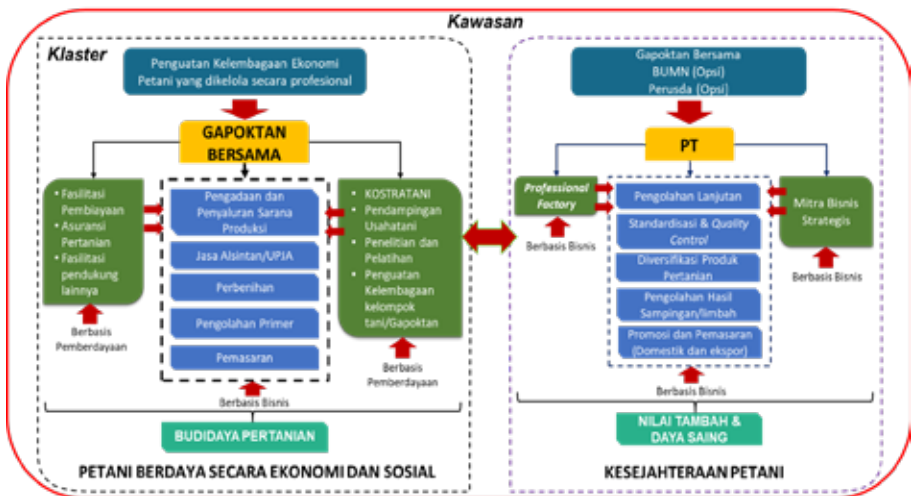 Kawasan
Klaster
Penguatan Kelembagaan Ekonomi
Petani yang dikelola secara profesional
GAPOKTAN
BERSAMA
• Fasilitasi
Pembiayaan
• Asuransi
Pertanian
• Fasilitasi
pendukung
lainnya
Berbasis
Pemberdayaan
Pengadaan dan
Penyaluran Sarana
Produksi
Jasa Alsintan/UPJA
Perbenihan
Pengolahan Primer
Pemasaran
Berbasis Bisnis
• KOSTRATANI
• Pendampingan
Usahatani
• Penelitian dan
Pelatihan
• Penguatan
Kelembagaan
kelompok
tani/Gapoktan
Berbasis
Pemberdayaan
BUDIDAYA PERTANIAN
PETANI BERDAYA SECARA EKONOMI DAN SOSIAL
Gapoktan Bersama
BUMN (Opsi)
Perusda (Opsi)
PT
Professional
Factory
Berbasis Bisnis
Pengolahan Lanjutan
Standardisasi & Quality
Control
Diversifikasi Produk
Pertanian
Pengolahan Hasil
Sampingan/limbah
Promosi dan Pemasaran
(Domestik dan ekspor)
Berbasis Bisnis
Mitra Bisnis
Strategis
Berbasis Bisnis
NILAI TAMBAH &
DAYA SAING
KESEJAHTERAAN PETANI